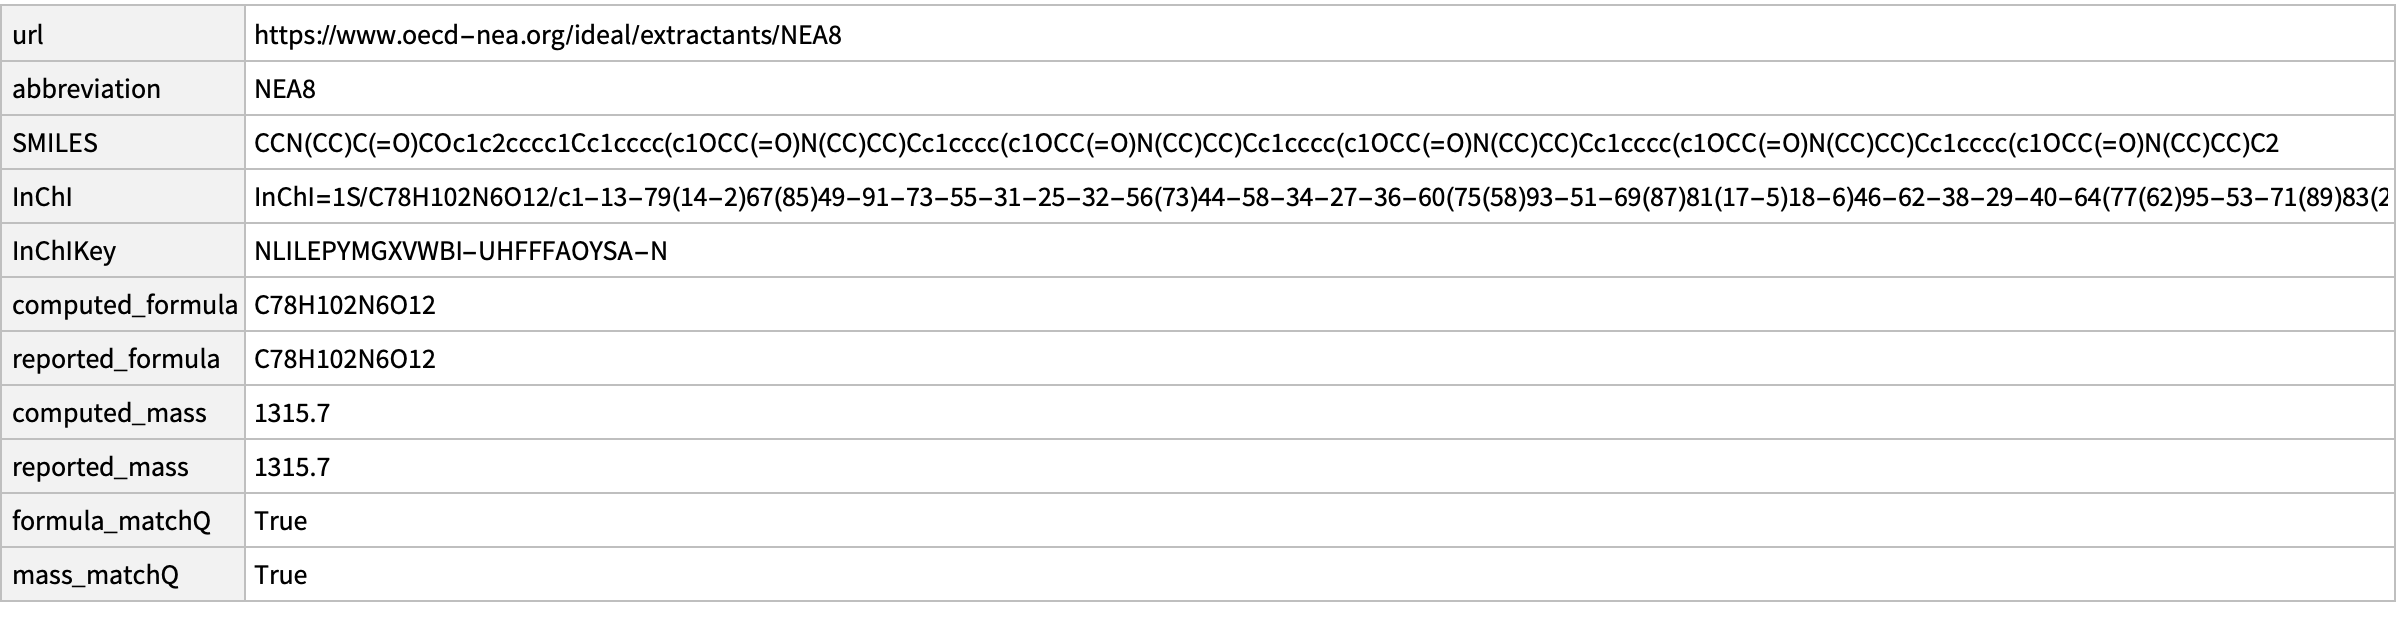 url https://www.oecd-nea.org/ideal/extractants/NEA8
abbreviation NEA8
SMILES CCN(CC)C(=O)COc1c2cccc1Cc1cccc(c1OCC(=O)N(CC)CC)Cc1cccc(c1OCC(=O)N(CC)CC)Cc1cccc(c1OCC(=O)N(CC)CC)Cc1cccc(c1OCC(=O)N(CC)CC)Cc1cccc(c1OCC(=O)N(CC)CC)C2
InChI InChI=1S/C78H102N6O12/c1-13-79(14-2)67(85)49-91-73-55-31-25-32-56(73)44-58-34-27-36-60(75(58)93-51-69(87)81(17-5)18-6)46-62-38-29-40-64(77(62)95-53-71(89)83(2
InChIKey NLILEPYMGXVWBI-UHFFFAOYSA-N
computed_formula C78H102N6O12
reported_formula C78H102N6O12
computed_mass 1315.7
reported_mass 1315.7
formula_matchQ True
mass_matchQ True